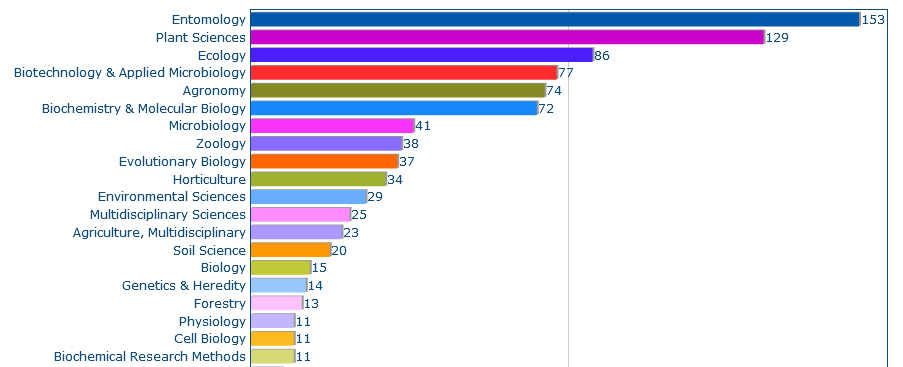 Entomology 153
Plant Sciences 129
Ecology 86
Biotechnology & Applied Microbiology 77
Agronomy 74
Biochemistry & Molecular Biology 72
Microbiology 41
Zoology 38
Evolutionary Biology 37
Horticulture 34
Environmental Sciences 29
Multidisciplinary Sciences 25
Agriculture, Multidisciplinary 23
Soil Science 20
Biology 15
Genetics & Heredity 14
Forestry 13
Physiology 11
Cell Biology 11
Biochemical Research Methods 11